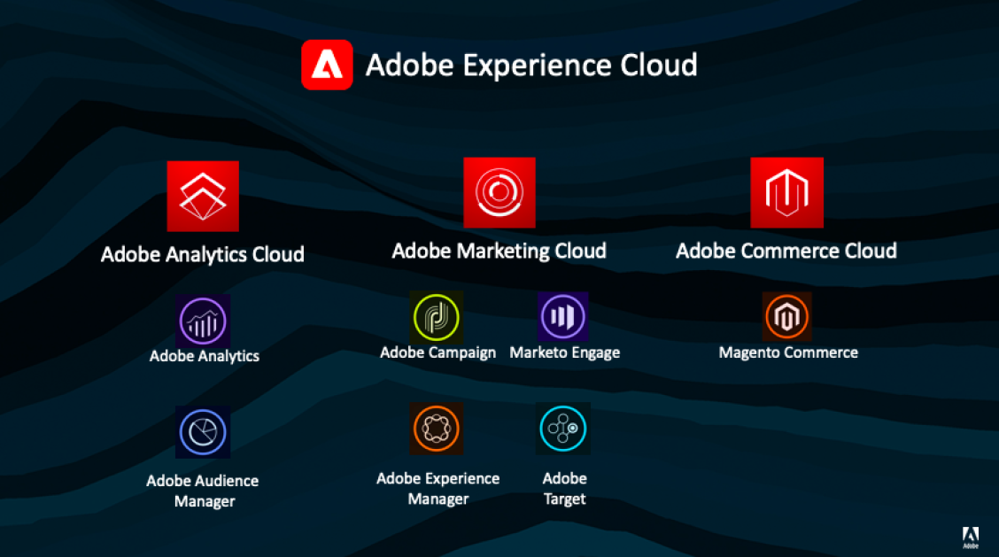 Adobe Experience Cloud
Adobe Analytics Cloud
Adobe Marketing Cloud
Adobe Commerce Cloud
Adobe Analytics
Adobe Campaign
Marketo Engage
Magento Commerce
Adobe Audience
Manager
Adobe Experience
Manager
Adobe
Target
Adobe